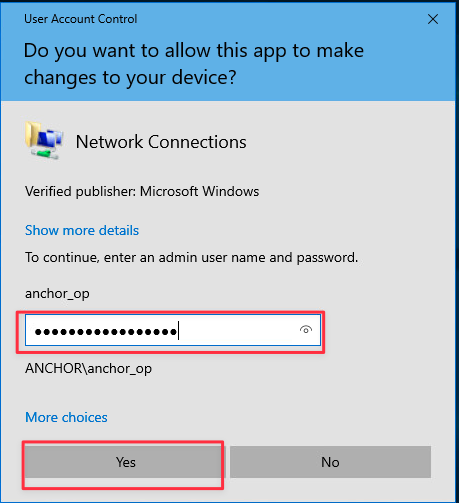 User Account Control
Do you want to allow this app to make
changes to your device?
Network Connections
Verified publisher: Microsoft Windows
Show more details
To continue, enter an admin user name and password.
anchor_op
●●●●●●●●●●●●●●●●●
ANCHOR\anchor_op
More choices
Yes
No